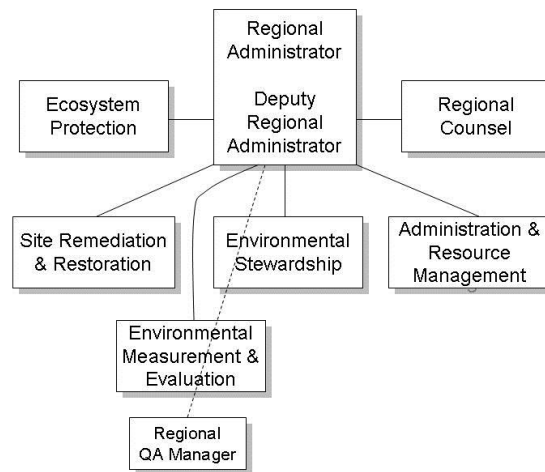 Regional
Administrator
Deputy
Regional
Administrator
Ecosystem
Protection
Regional
Counsel
Site Remediation
& Restoration
Environmental
Stewardship
Administration &
Resource
Management
Environmental
Measurement &
Evaluation
Regional
QA Manager